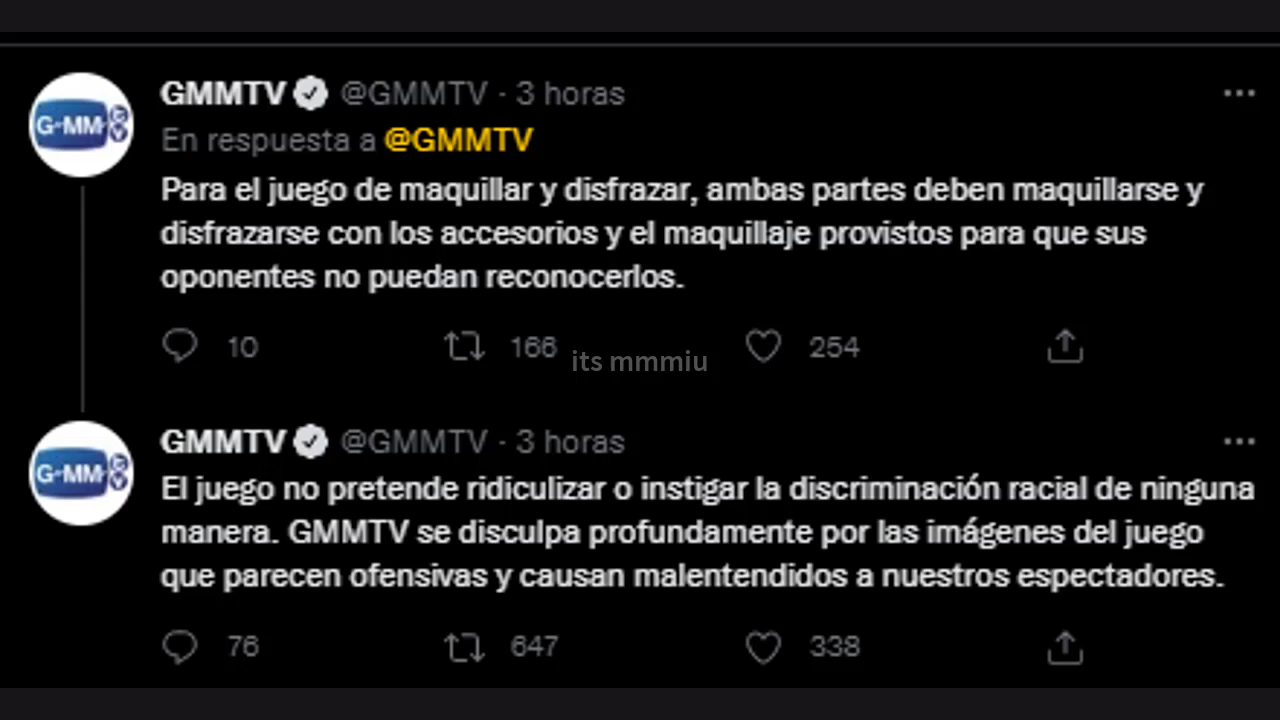 GMMTV @GMMTV · 3 horas
En respuesta a @GMMTV
Para el juego de maquillar y disfrazar, ambas partes deben maquillarse y
disfrazarse con los accesorios y el maquillaje provistos para que sus
oponentes no puedan reconocerlos.
10 166 254
its mmmiu
GMMTV @GMMTV · 3 horas
El juego no pretende ridiculizar o instigar la discriminación racial de ninguna
manera. GMMTV se disculpa profundamente por las imágenes del juego
que parecen ofensivas y causan malentendidos a nuestros espectadores.
76 647 338